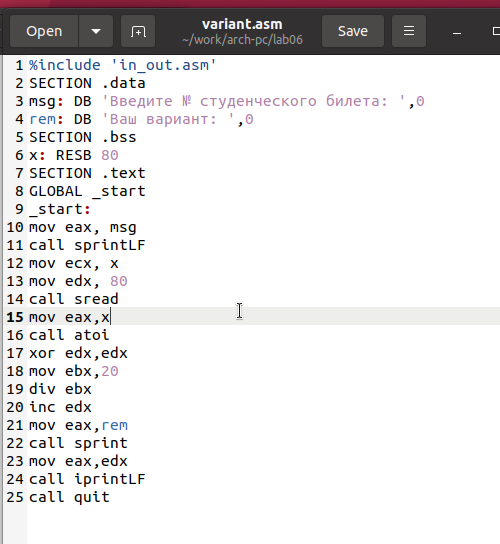 Open
variant.asm
~/work/arch-pc/lab06
Save
1 %include 'in_out.asm'
2 SECTION .data
3 msg: DB 'Введите № студенческого билета: ',0
4 rem: DB 'Ваш вариант: ',0
5 SECTION .bss
6 x: RESB 80
7 SECTION .text
8 GLOBAL _start
9 _start:
10 mov eax, msg
11 call sprintLF
12 mov ecx, x
13 mov edx, 80
14 call sread
15 mov eax,x
16 call atoi
17 xor edx,edx
18 mov ebx,20
19 div ebx
20 inc edx
21 mov eax,rem
22 call sprint
23 mov eax,edx
24 call iprintLF
25 call quit